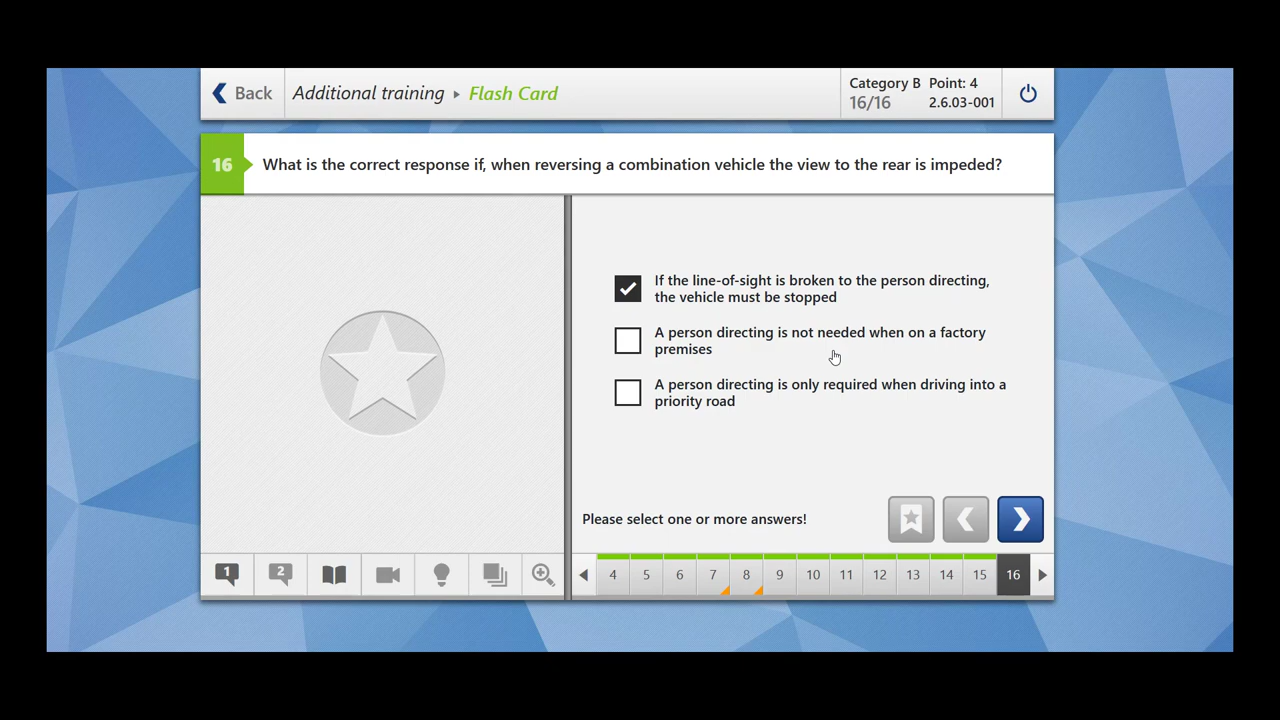 Back
Additional training ▸ Flash Card
Category B Point: 4
16/16 2.6.03-001
16
What is the correct response if, when reversing a combination vehicle the view to the rear is impeded?
If the line-of-sight is broken to the person directing,
the vehicle must be stopped
A person directing is not needed when on a factory
premises
A person directing is only required when driving into a
priority road
Please select one or more answers!
1 2
4 5 6 7 8 9 10 11 12 13 14 15 16